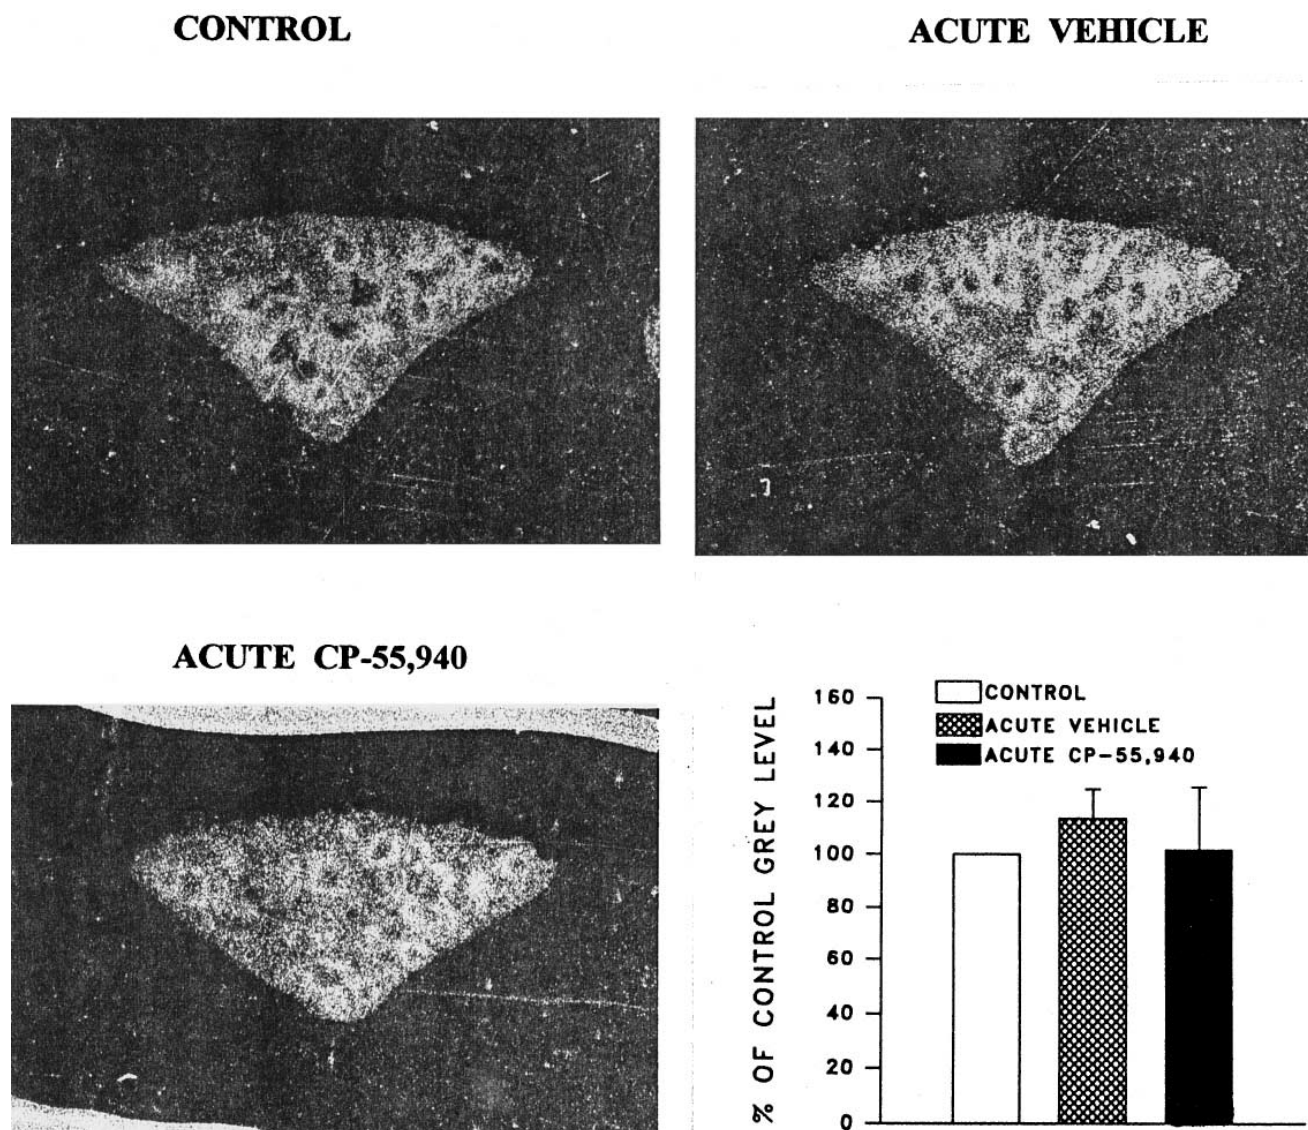 CONTROL
ACUTE VEHICLE
ACUTE CP-55,940
% OF CONTROL GREY LEVEL
160
140
120
100
80
60
40
20
0
CONTROL
ACUTE VEHICLE
ACUTE CP-55,940